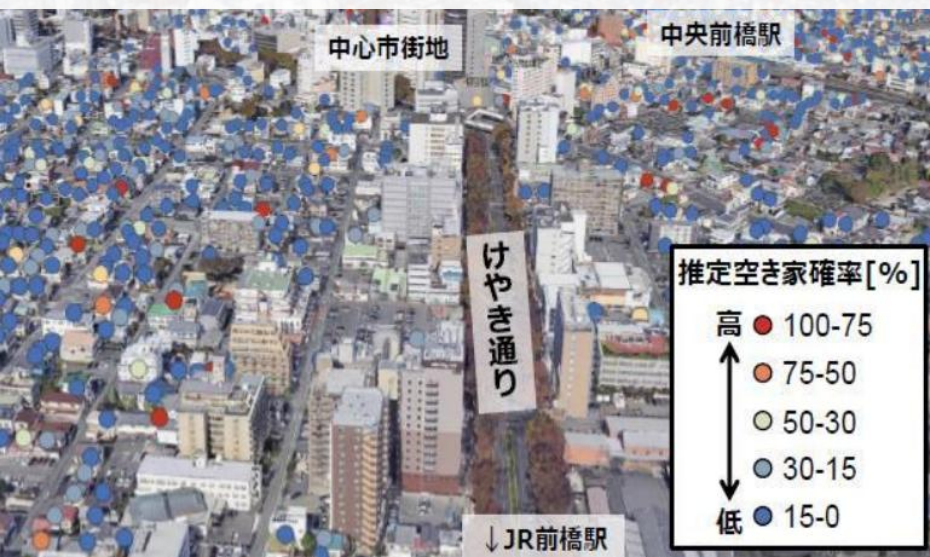 中心市街地
中央前橋駅
けやき通り
推定空き家確率[%]
高
100-75
75-50
50-30
30-15
低
15-0
↓JR前橋駅